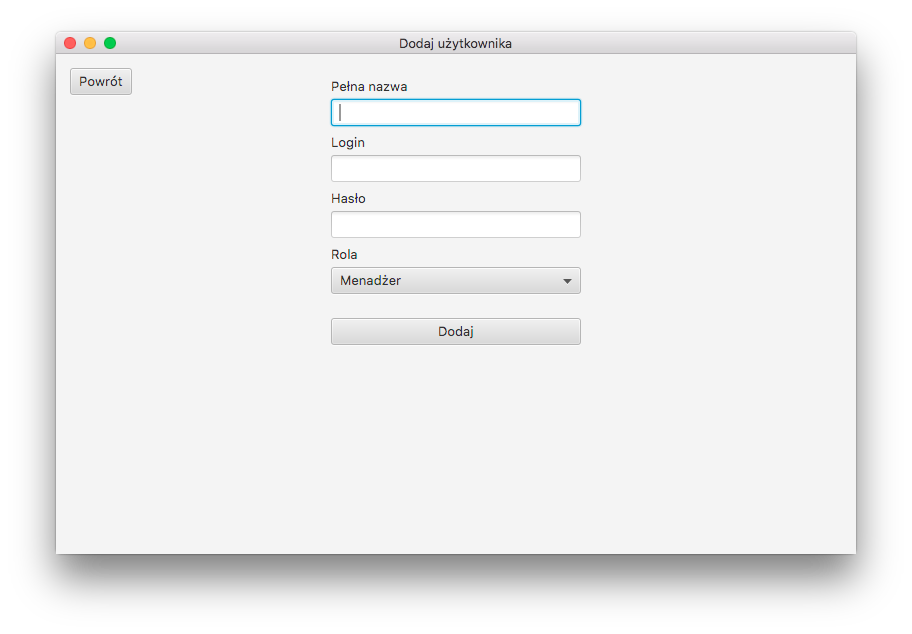 Dodaj użytkownika
Powrót
Pełna nazwa
Login
Hasło
Rola
Menadżer
Dodaj